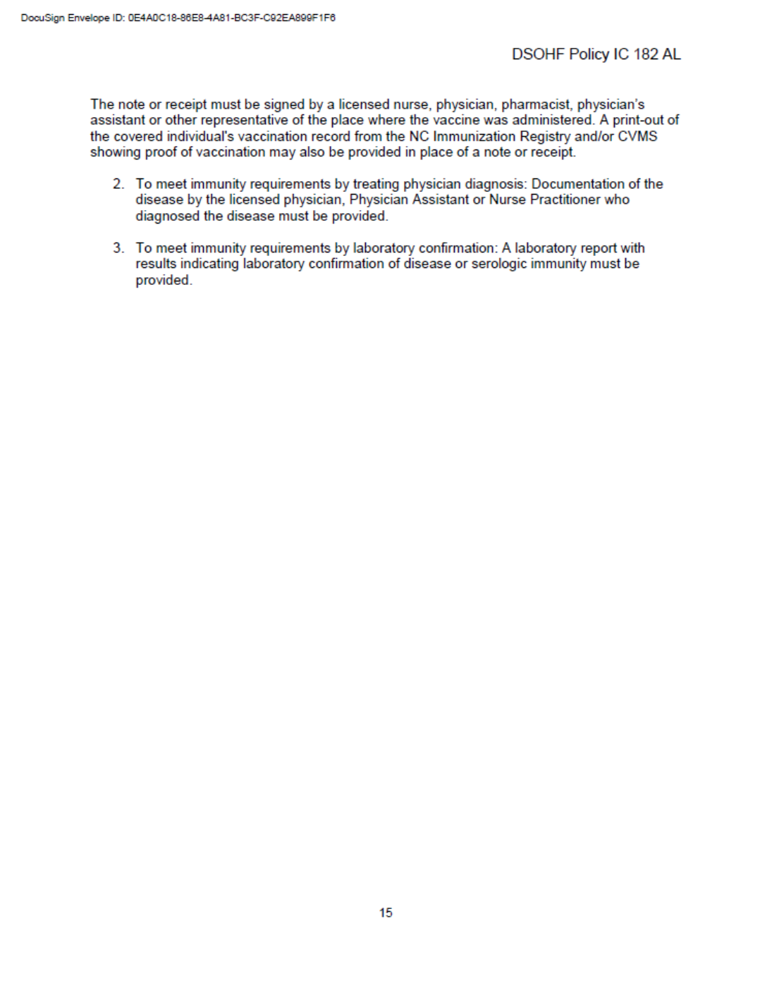 DocuSign Envelope ID: 0E4A0C18-86E8-4A81-BC3F-C92EA899F1F6
DSOHF Policy IC 182 AL
The note or receipt must be signed by a licensed nurse, physician, pharmacist, physician’s
assistant or other representative of the place where the vaccine was administered. A print-out of
the covered individual's vaccination record from the NC Immunization Registry and/or CVMS
showing proof of vaccination may also be provided in place of a note or receipt.
2. To meet immunity requirements by treating physician diagnosis: Documentation of the
disease by the licensed physician, Physician Assistant or Nurse Practitioner who
diagnosed the disease must be provided.
3. To meet immunity requirements by laboratory confirmation: A laboratory report with
results indicating laboratory confirmation of disease or serologic immunity must be
provided.
15